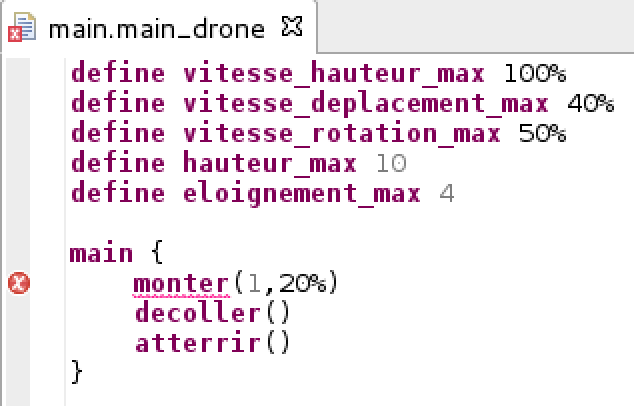 main.main_drone
define vitesse_hauteur_max 100%
define vitesse_deplacement_max 40%
define vitesse_rotation_max 50%
define hauteur_max 10
define eloignement_max 4
main {
monter(1,20%)
decoller()
atterrir()
}